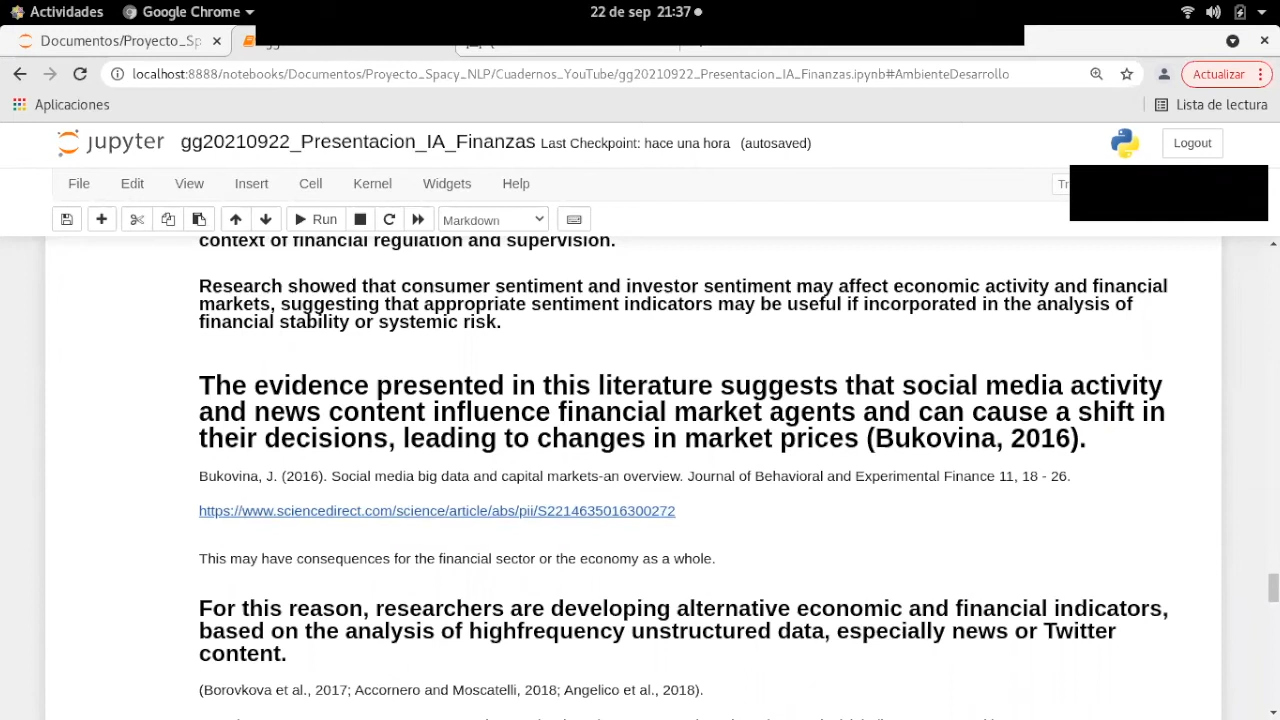 Actividades Google Chrome 22 de sep 21:37
Documentos/Proyecto_Sp
localhost:8888/notebooks/Documentos/Proyecto_Spacy_NLP/Cuadernos_YouTube/gg20210922_Presentacion_IA_Finanzas.ipynb#AmbienteDesarrollo Actualizar
Aplicaciones Lista de lectura
jupyter gg20210922_Presentacion_IA_Finanzas Last Checkpoint: hace una hora (autosaved) Logout
File Edit View Insert Cell Kernel Widgets Help
Run Markdown
context of financial regulation and supervision.
Research showed that consumer sentiment and investor sentiment may affect economic activity and financial
markets, suggesting that appropriate sentiment indicators may be useful if incorporated in the analysis of
financial stability or systemic risk.
The evidence presented in this literature suggests that social media activity
and news content influence financial market agents and can cause a shift in
their decisions, leading to changes in market prices (Bukovina, 2016).
Bukovina, J. (2016). Social media big data and capital markets-an overview. Journal of Behavioral and Experimental Finance 11, 18 - 26.
https://www.sciencedirect.com/science/article/abs/pii/S2214635016300272
This may have consequences for the financial sector or the economy as a whole.
For this reason, researchers are developing alternative economic and financial indicators,
based on the analysis of highfrequency unstructured data, especially news or Twitter
content.
(Borovkova et al., 2017; Accornero and Moscatelli, 2018; Angelico et al., 2018).